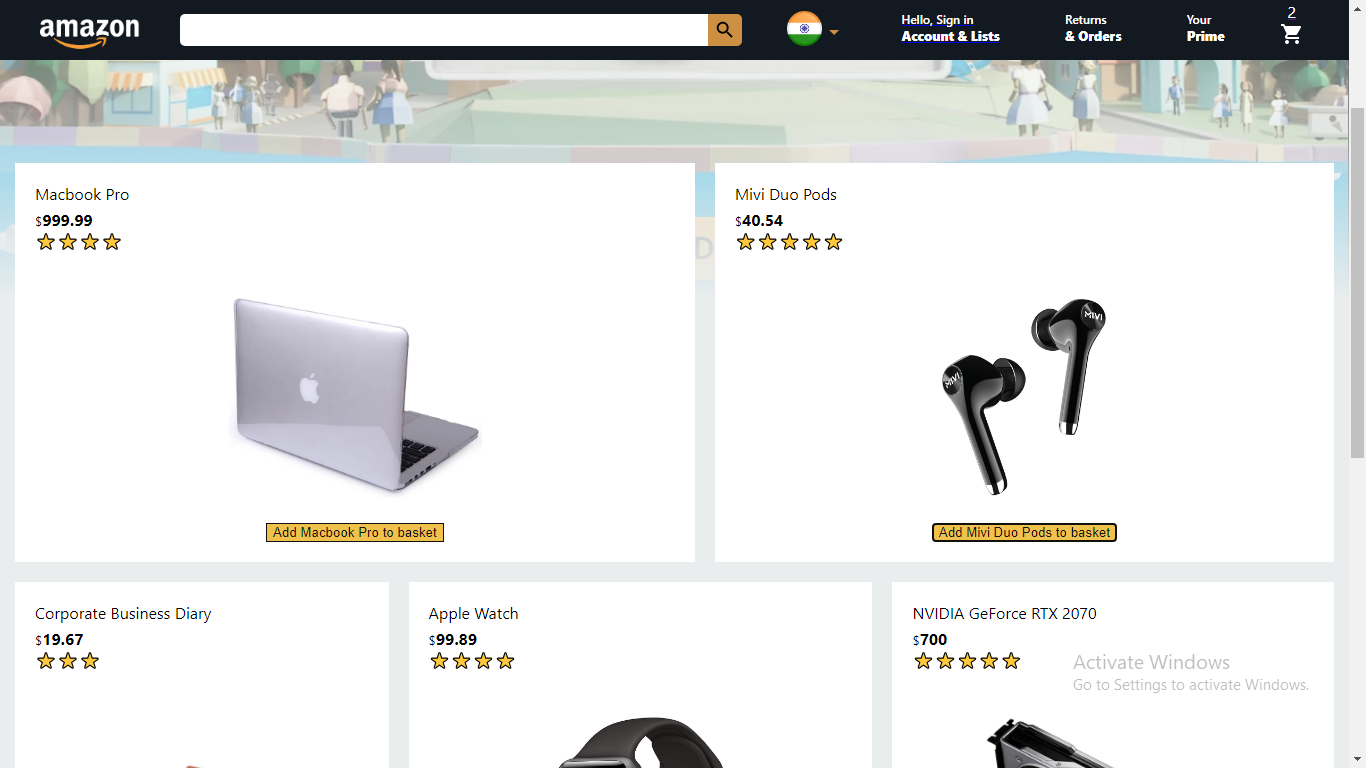 amazon
Hello, Sign in
Account & Lists
Returns
& Orders
Your
Prime
2
Macbook Pro
$999.99
Mivi Duo Pods
$40.54
D
MIVI
MIVI
Add Macbook Pro to basket
Add Mivi Duo Pods to basket
Corporate Business Diary
$19.67
Apple Watch
$99.89
NVIDIA GeForce RTX 2070
$700
Activate Windows
Go to Settings to activate Windows.